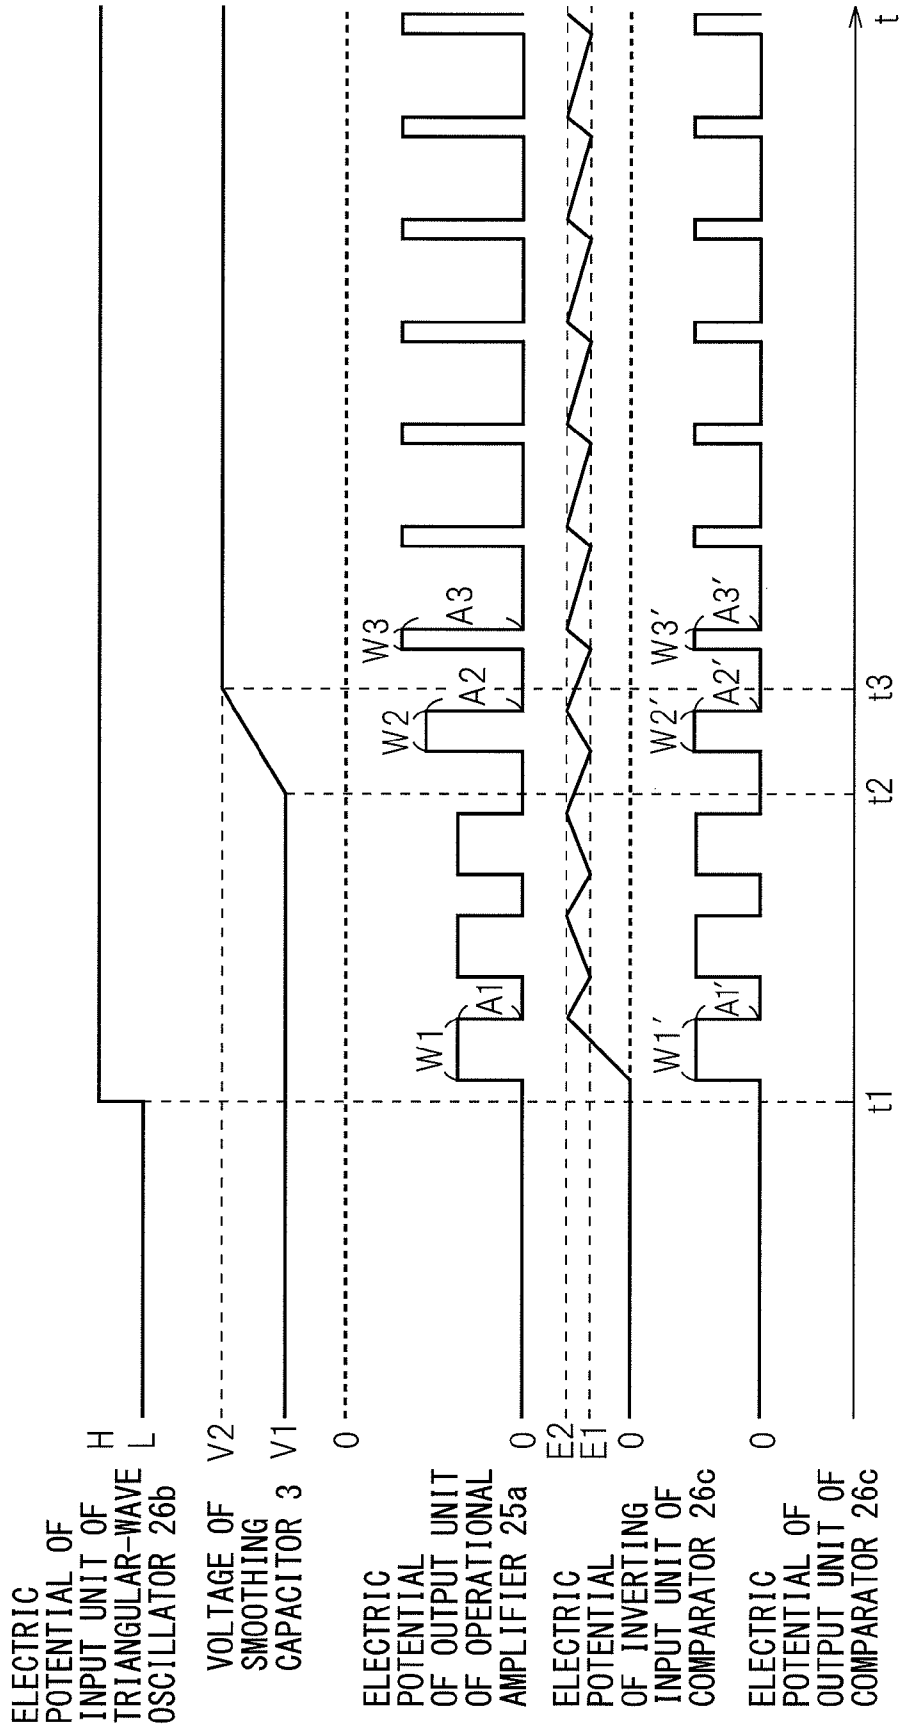 ELECTRIC
POTENTIAL OF
INPUT UNIT OF
TRIANGULAR-WAVE
OSCILLATOR 26b
H
L
VOLTAGE OF
SMOOTHING
CAPACITOR 3
V2
V1
0
ELECTRIC
POTENTIAL
OF OUTPUT UNIT
OF OPERATIONAL
AMPLIFIER 25a
0
W1
A1
W2
A2
W3
A3
ELECTRIC
POTENTIAL
OF INVERTING
INPUT UNIT OF
COMPARATOR 26c
E2
E1
0
ELECTRIC
POTENTIAL OF
OUTPUT UNIT OF
COMPARATOR 26c
0
W1'
A1'
W2'
A2'
W3'
A3'
t1
t2
t3
t